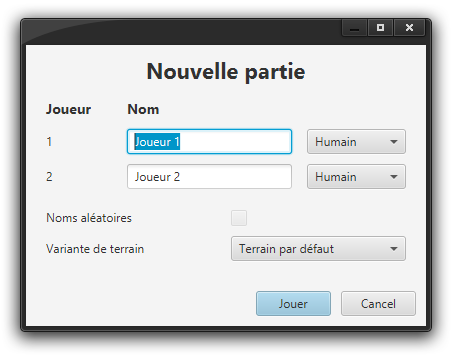 Nouvelle partie
Joueur Nom
1 Joueur 1 Humain
2 Joueur 2 Humain
Noms aléatoires
Variante de terrain Terrain par défaut
Jouer Cancel